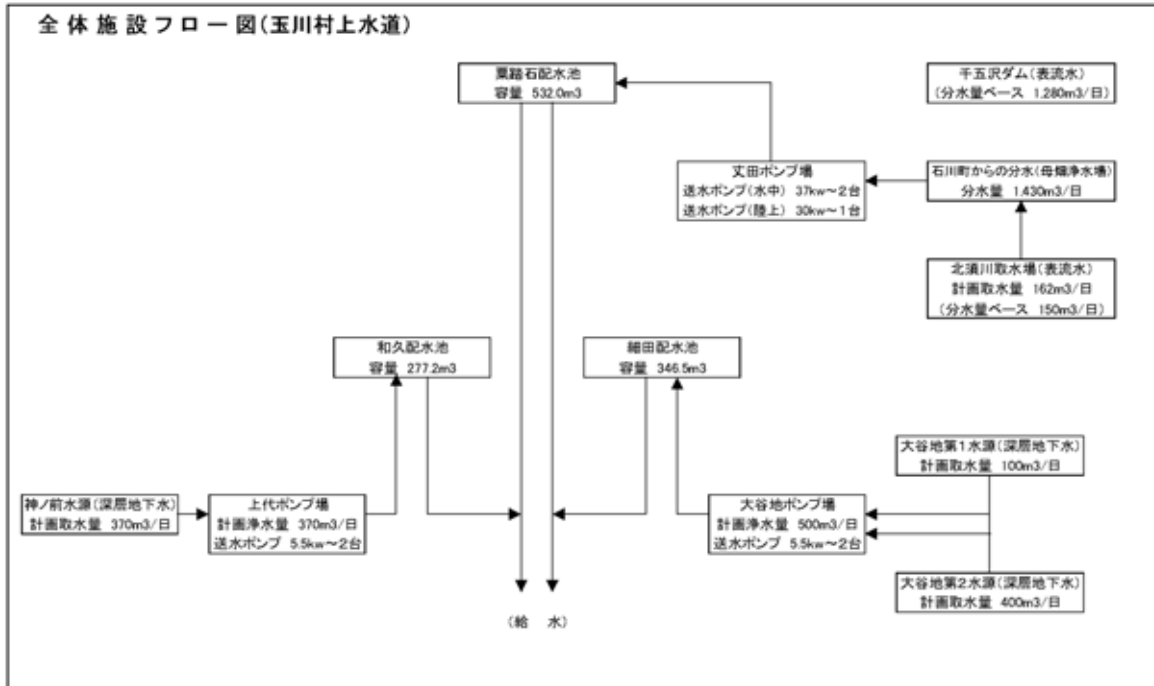 全体施設フロー図(玉川村上水道)
粟踏石配水池
容量 532.0m3
千五沢ダム(表流水)
(分水量ベース 1,280m3/日)
丈田ポンプ場
送水ポンプ(水中) 37kw~2台
送水ポンプ(陸上) 30kw~1台
石川町からの分水(母畑浄水場)
分水量 1,430m3/日
北須川取水場(表流水)
計画取水量 162m3/日
(分水量ベース 150m3/日)
和久配水池
容量 277.2m3
細田配水池
容量 346.5m3
大谷地第1水源(深層地下水)
計画取水量 100m3/日
神ノ前水源(深層地下水)
計画取水量 370m3/日
上代ポンプ場
計画浄水量 370m3/日
送水ポンプ 5.5kw~2台
大谷地ポンプ場
計画浄水量 500m3/日
送水ポンプ 5.5kw~2台
大谷地第2水源(深層地下水)
計画取水量 400m3/日
(給 水)